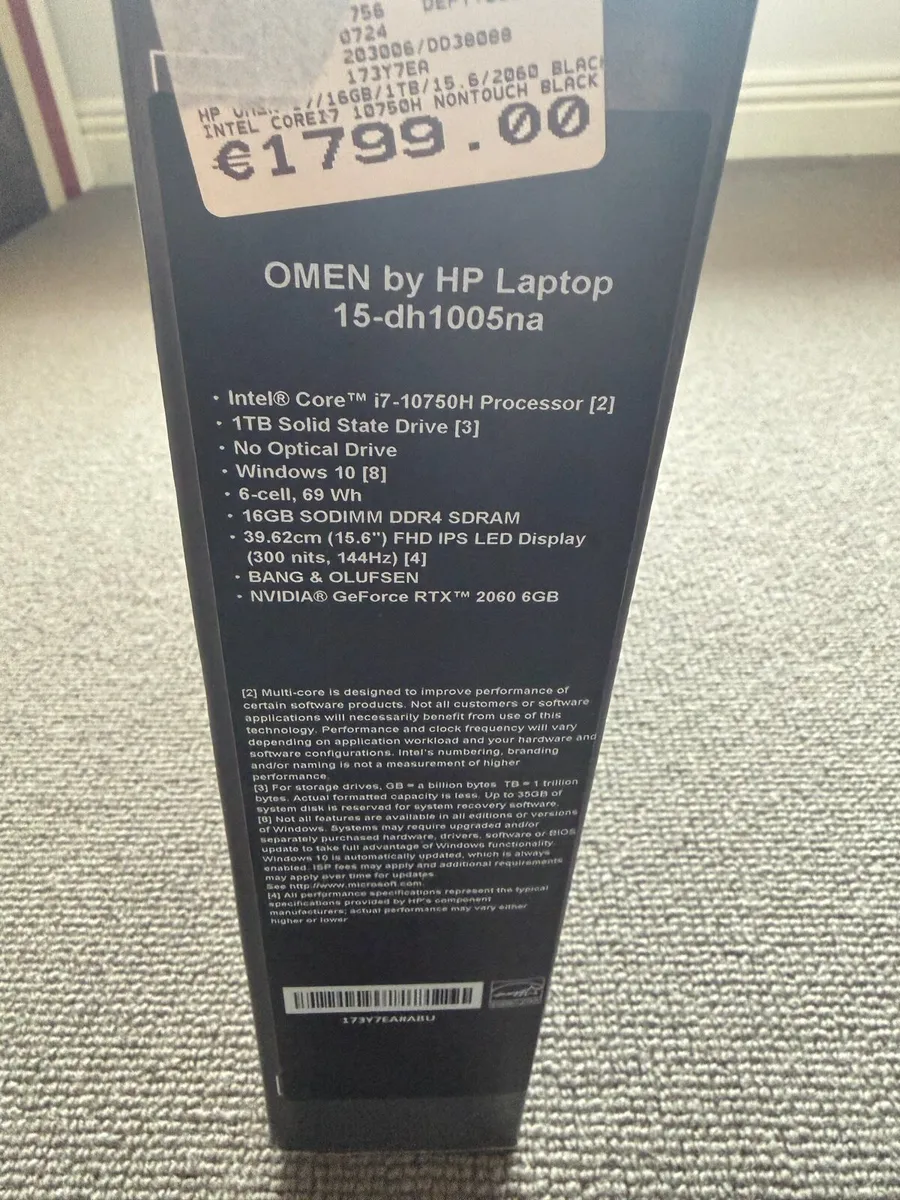 756
0724
203006/DD38088
173Y7EA
HP /16GB/1TB/15.6/2060 BLACK
INTEL COREI7 10750H NONTOUCH BLACK
€1799.00
OMEN by HP Laptop
15-dh1005na
• Intel® Core™ i7-10750H Processor [2]
• 1TB Solid State Drive [3]
• No Optical Drive
• Windows 10 [8]
• 6-cell, 69 Wh
• 16GB SODIMM DDR4 SDRAM
• 39.62cm (15.6") FHD IPS LED Display
(300 nits, 144Hz) [4]
• BANG & OLUFSEN
• NVIDIA® GeForce RTX™ 2060 6GB
[2] Multi-core is designed to improve performance of
certain software products. Not all customers or software
applications will necessarily benefit from use of this
technology. Performance and clock frequency will vary
depending on application workload and your hardware and
software configurations. Intel's numbering, branding
and/or naming is not a measurement of higher
performance.
[3] For storage drives, GB = a billion bytes TB = 1 trillion
bytes. Actual formatted capacity is less. Up to 35GB of
system disk is reserved for system recovery software.
[8] Not all features are available in all editions or versions
of Windows. Systems may require upgraded and/or
separately purchased hardware, drivers, software or BIOS
update to take full advantage of Windows functionality.
Windows 10 is automatically updated, which is always
enabled. ISP fees may apply and additional requirements
may apply over time for updates.
See http://www.microsoft.com.
[4] All performance specifications represent the typical
specifications provided by HP's component
manufacturers; actual performance may vary either
higher or lower
173Y7EA#ABU